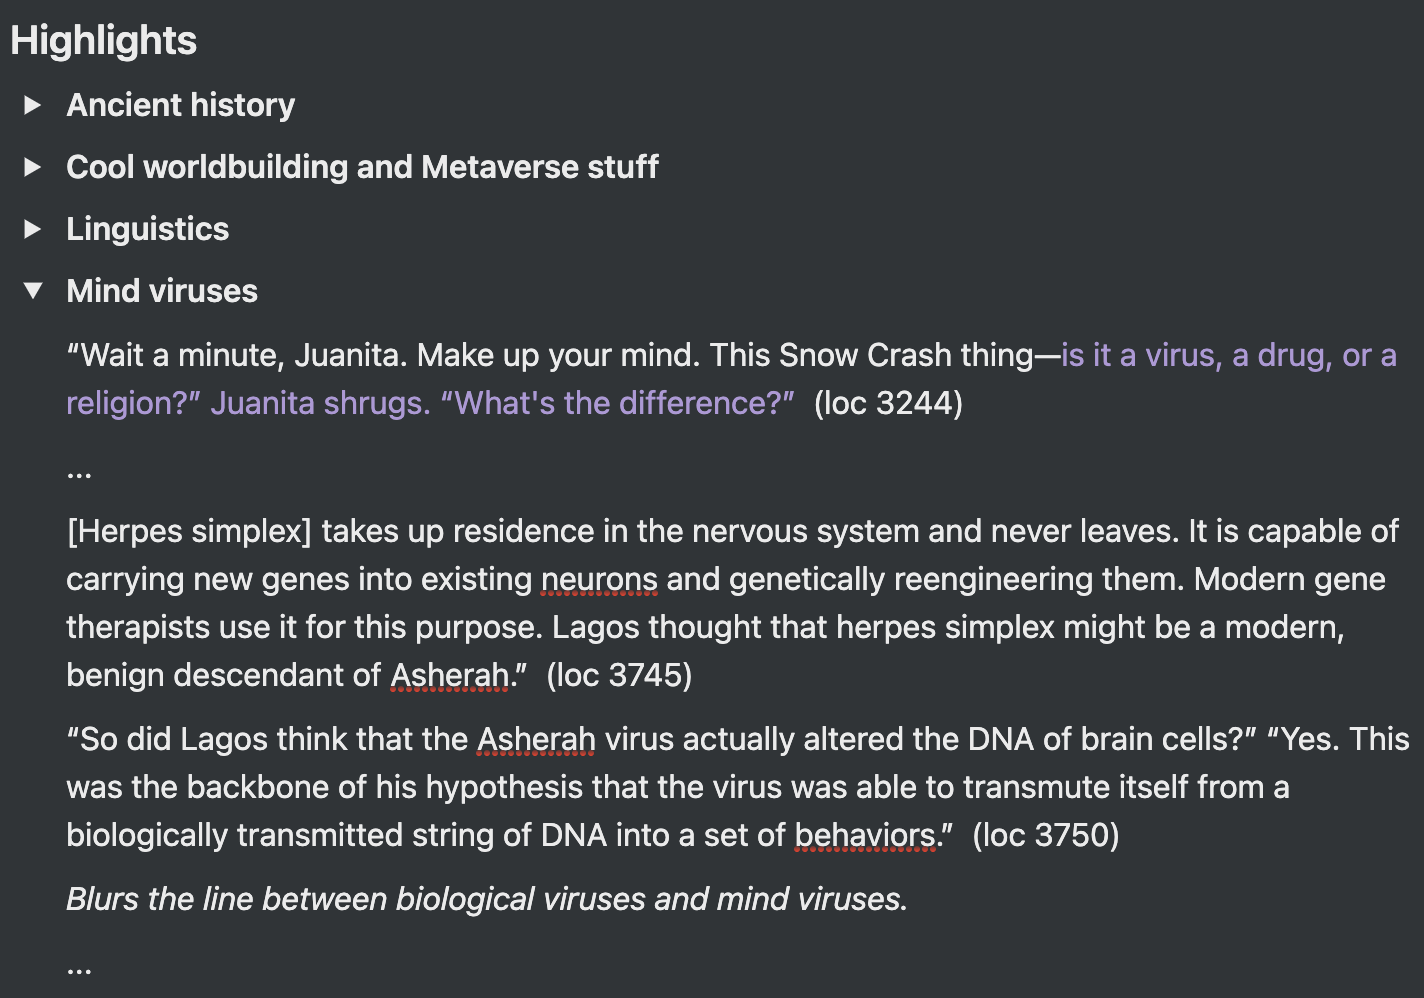 Highlights
Ancient history
Cool worldbuilding and Metaverse stuff
Linguistics
Mind viruses
“Wait a minute, Juanita. Make up your mind. This Snow Crash thing—is it a virus, a drug, or a
religion?” Juanita shrugs. “What's the difference?” (loc 3244)
...
[Herpes simplex] takes up residence in the nervous system and never leaves. It is capable of
carrying new genes into existing neurons and genetically reengineering them. Modern gene
therapists use it for this purpose. Lagos thought that herpes simplex might be a modern,
benign descendant of Asherah.” (loc 3745)
“So did Lagos think that the Asherah virus actually altered the DNA of brain cells?” “Yes. This
was the backbone of his hypothesis that the virus was able to transmute itself from a
biologically transmitted string of DNA into a set of behaviors.” (loc 3750)
Blurs the line between biological viruses and mind viruses.
...